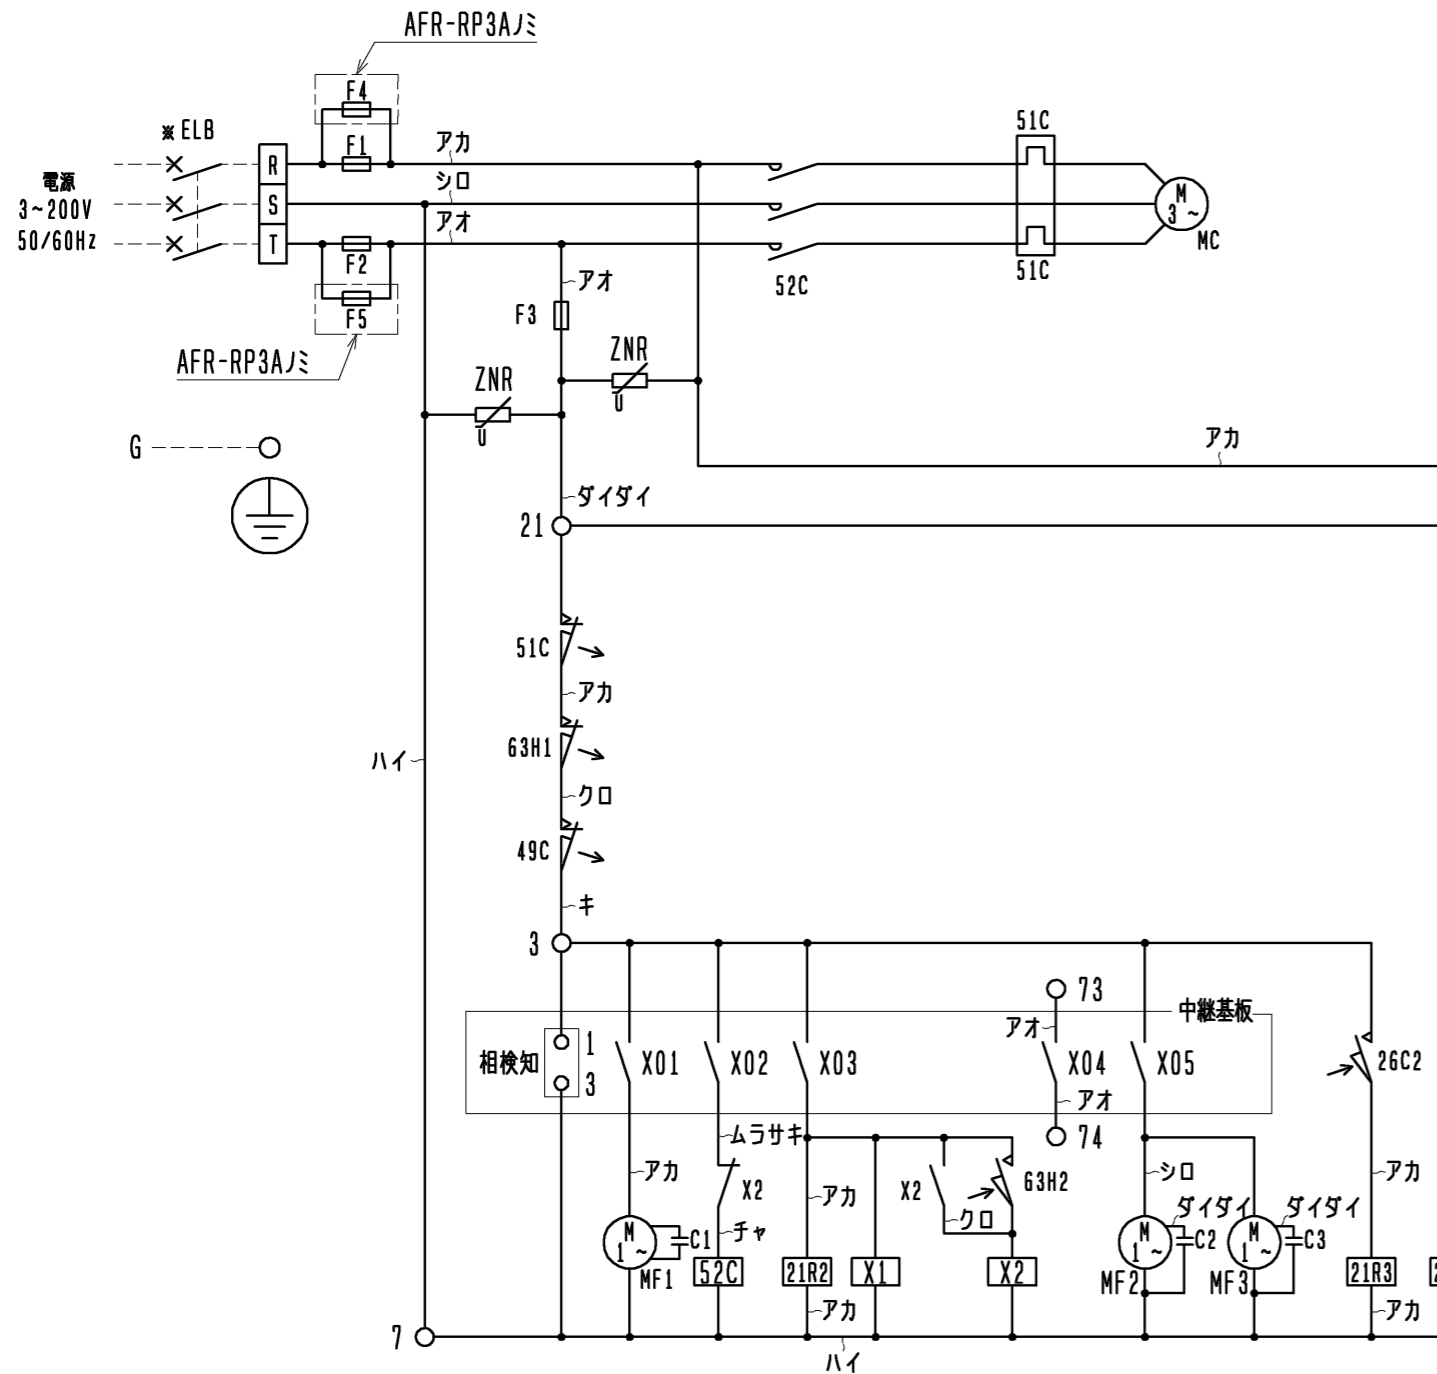 AFR-RP3Aノミ
F4
※ELB
F1
アカ
51C
R
電源
シロ
3~200V
S
M
3 ~
50/60Hz
アオ
T
F2
MC
51C
52C
アオ
F3
F5
AFR-RP3Aノミ
ZNR
U
ZNR
U
G
アカ
ダイダイ
21
51C
アカ
63H1
ハイ
クロ
49C
キ
3
73
中継基板
アオ
相検知
1
3
X01
X02
X03
X04
X05
26C2
アオ
74
ムラサキ
アカ
X2
アカ
X2
63H2
シロ
アカ
クロ
ダイダイ
ダイダイ
チャ
M
1 ~
C1
MF1
52C
21R2
X1
X2
M
1 ~
C2
MF2
M
1 ~
C3
MF3
21R3
アカ
アカ
7
ハイ